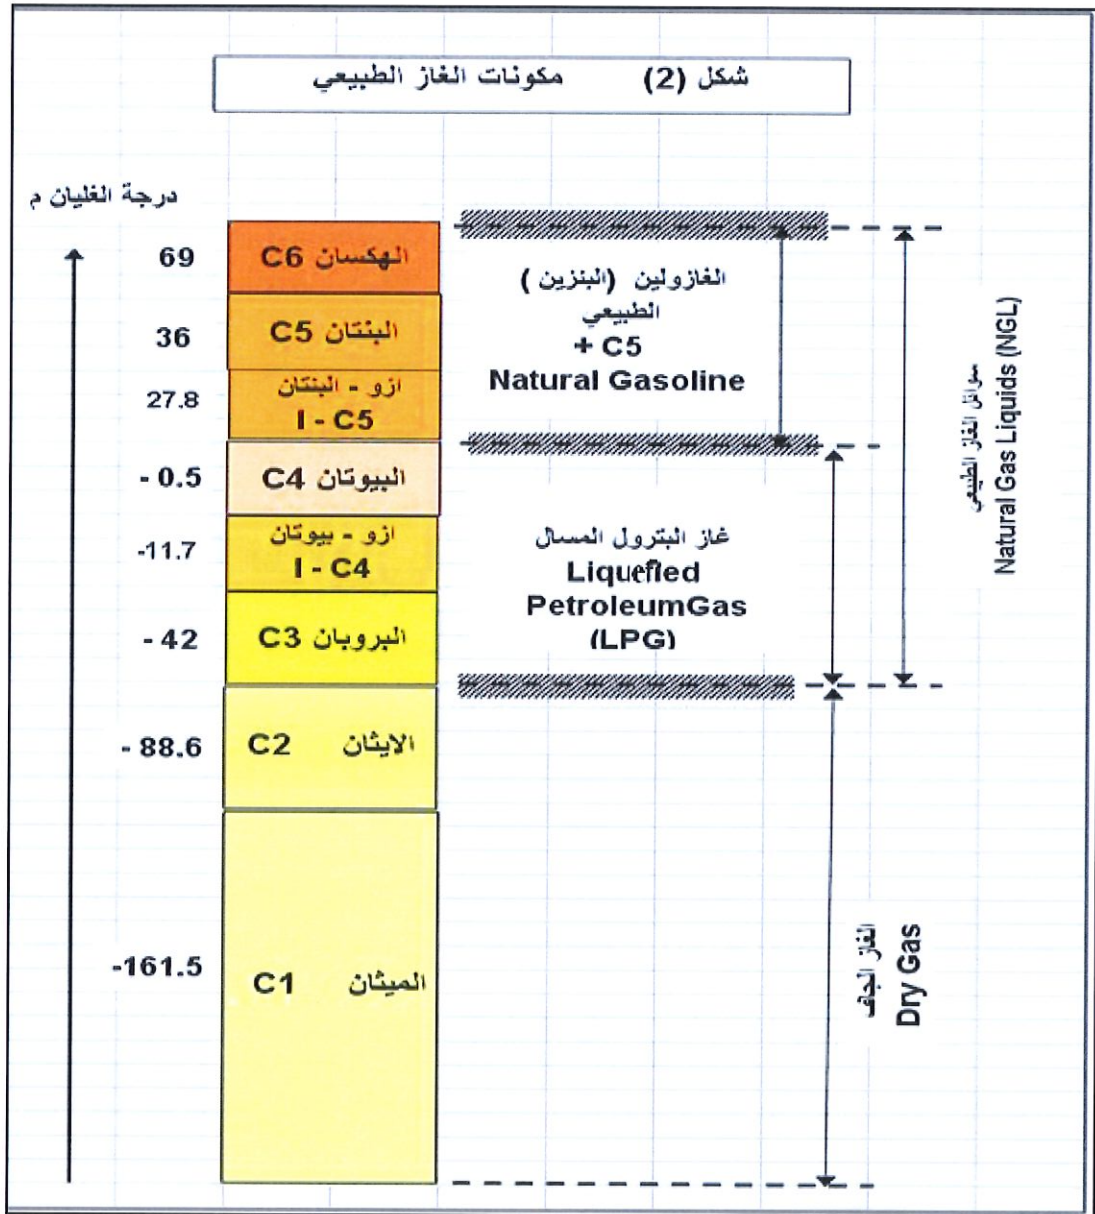 شكل (2) مكونات الغاز الطبيعي
درجة الغليان م
69
الهكسان C6
36
البنتان C5
27.8
ازو - البنتان
I - C5
- 0.5
البيوتان C4
-11.7
ازو - بيوتان
I - C4
- 42
البروبان C3
- 88.6
الايثان C2
-161.5
الميثان C1
الغازولين (البنزين )
الطبيعي
+ C5
Natural Gasoline
غاز البترول المسال
Liquefied
PetroleumGas
(LPG)
سوائل الغاز الطبيعي
Natural Gas Liquids (NGL)
الغاز الجاف
Dry Gas